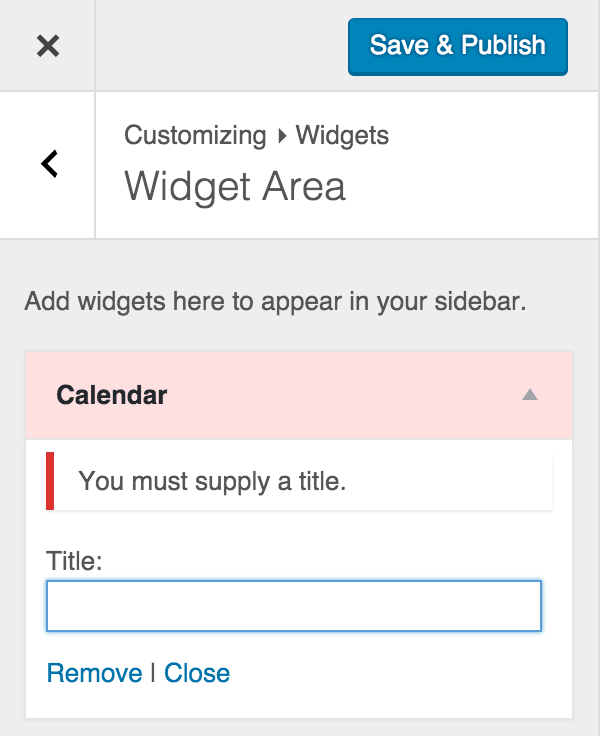 Save & Publish
Customizing ▸ Widgets
Widget Area
Add widgets here to appear in your sidebar.
Calendar
You must supply a title.
Title:
Remove | Close